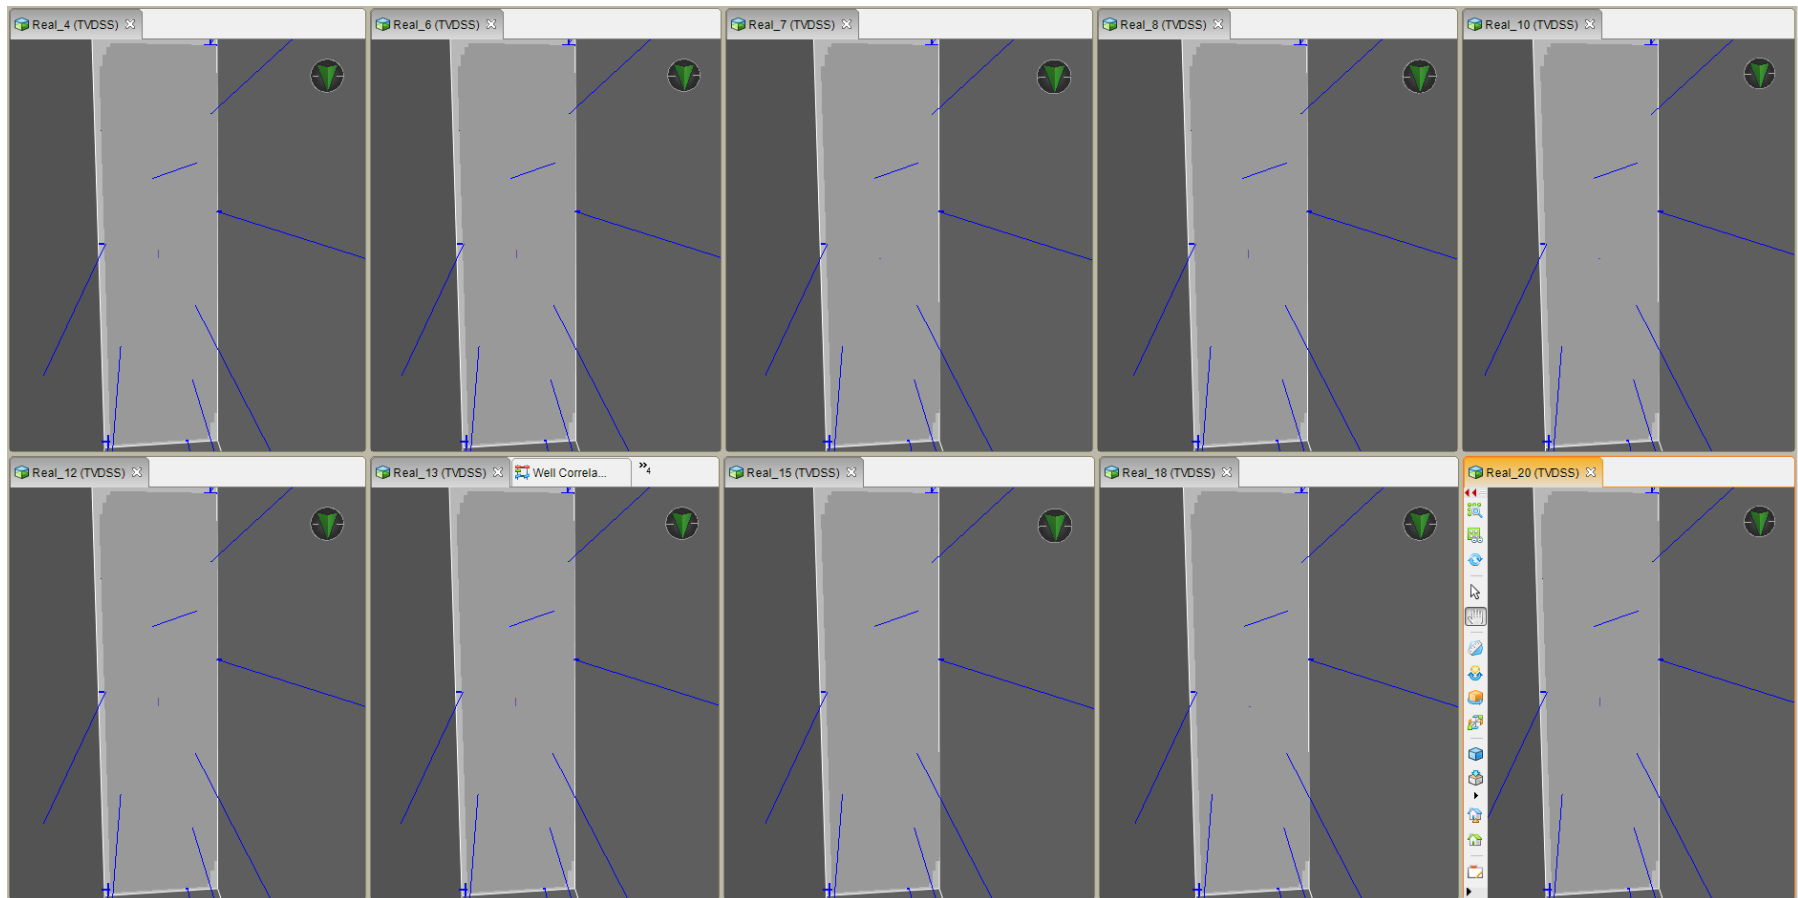 Real_4 (TVDSS)
Real_6 (TVDSS)
Real_7 (TVDSS)
Real_8 (TVDSS)
Real_10 (TVDSS)
Real_12 (TVDSS)
Real_13 (TVDSS)
Well Correla...
»4
Real_15 (TVDSS)
Real_18 (TVDSS)
Real_20 (TVDSS)